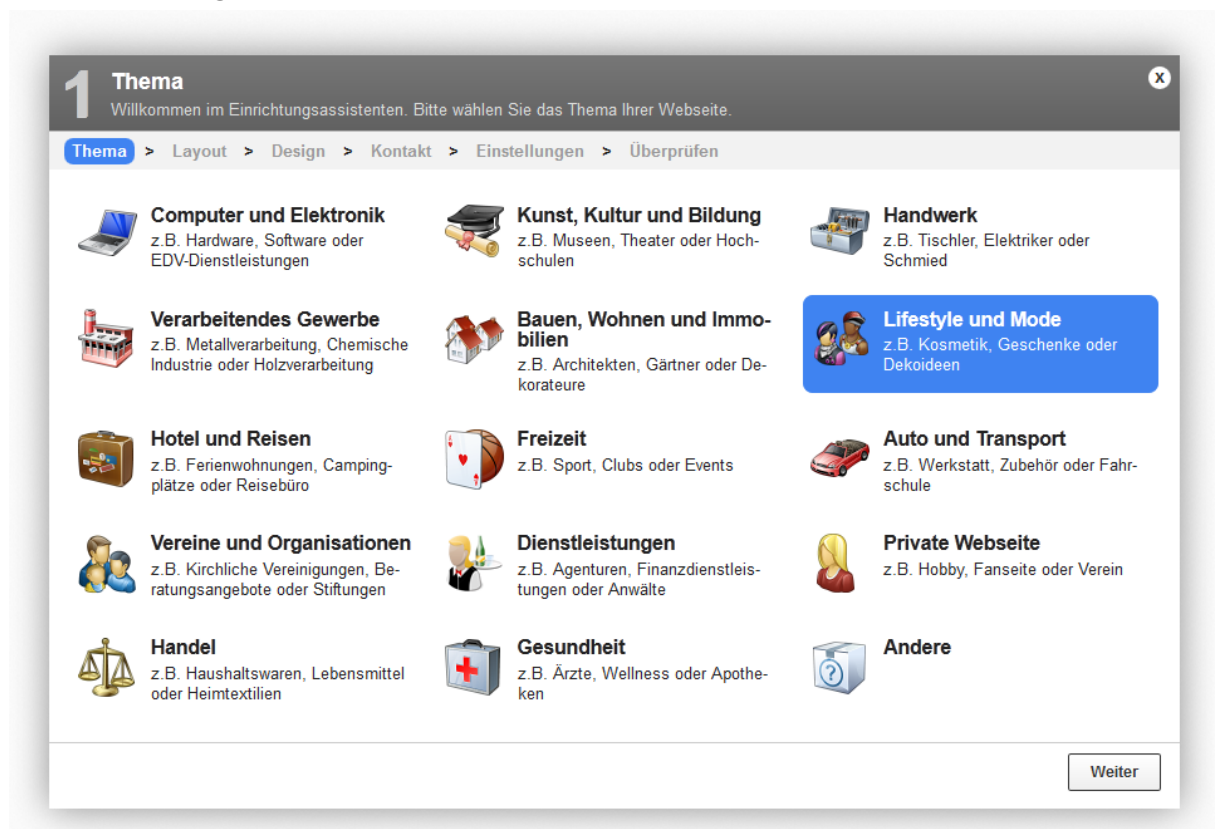 1 Thema
x
Willkommen im Einrichtungsassistenten. Bitte wählen Sie das Thema Ihrer Webseite.
Thema > Layout > Design > Kontakt > Einstellungen > Überprüfen
Computer und Elektronik
z.B. Hardware, Software oder
EDV-Dienstleistungen
Kunst, Kultur und Bildung
z.B. Museen, Theater oder Hoch-
schulen
Handwerk
z.B. Tischler, Elektriker oder
Schmied
Verarbeitendes Gewerbe
z.B. Metallverarbeitung, Chemische
Industrie oder Holzverarbeitung
Bauen, Wohnen und Immo-
bilien
z.B. Architekten, Gärtner oder De-
korateure
Lifestyle und Mode
z.B. Kosmetik, Geschenke oder
Dekoideen
Hotel und Reisen
z.B. Ferienwohnungen, Camping-
plätze oder Reisebüro
Freizeit
z.B. Sport, Clubs oder Events
Auto und Transport
z.B. Werkstatt, Zubehör oder Fahr-
schule
Vereine und Organisationen
z.B. Kirchliche Vereinigungen, Be-
ratungsangebote oder Stiftungen
Dienstleistungen
z.B. Agenturen, Finanzdienstleis-
tungen oder Anwälte
Private Webseite
z.B. Hobby, Fanseite oder Verein
Handel
z.B. Haushaltswaren, Lebensmittel
oder Heimtextilien
Gesundheit
z.B. Ärzte, Wellness oder Apothe-
ken
Andere
Weiter